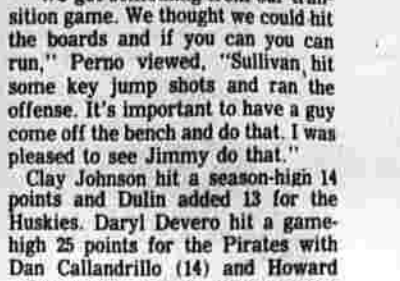 sition game. We thought we could hit
the boards and if you can you can
run," Perno viewed, "Sullivan hit
some key jump shots and ran the
offense. It's important to have a guy
come off the bench and do that. I was
pleased to see Jimmy do that."
Clay Johnson hit a season-high 14
points and Dulin added 13 for the
Huskies. Daryl Devero hit a game-
high 25 points for the Pirates with
Dan Callandrillo (14) and Howard